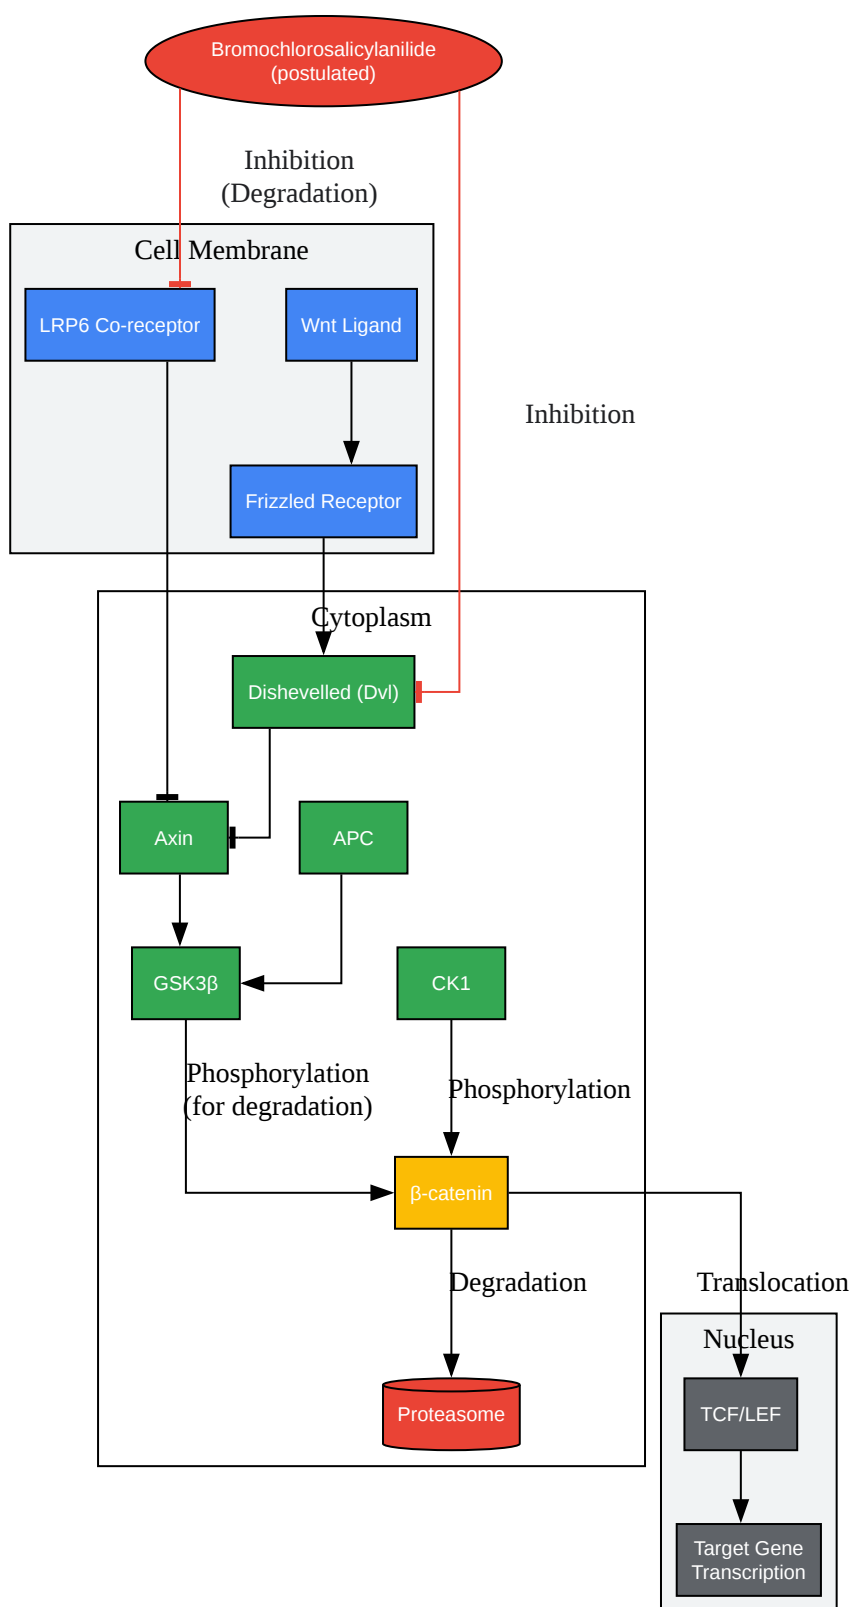 Bromochlorosalicylanilide
(postulated)
Inhibition
(Degradation)
Cell Membrane
LRP6 Co-receptor
Wnt Ligand
Inhibition
Frizzled Receptor
Cytoplasm
Dishevelled (Dvl)
Axin
APC
GSK3β
CK1
Phosphorylation
(for degradation)
Phosphorylation
β-catenin
Degradation
Translocation
Nucleus
Proteasome
TCF/LEF
Target Gene
Transcription